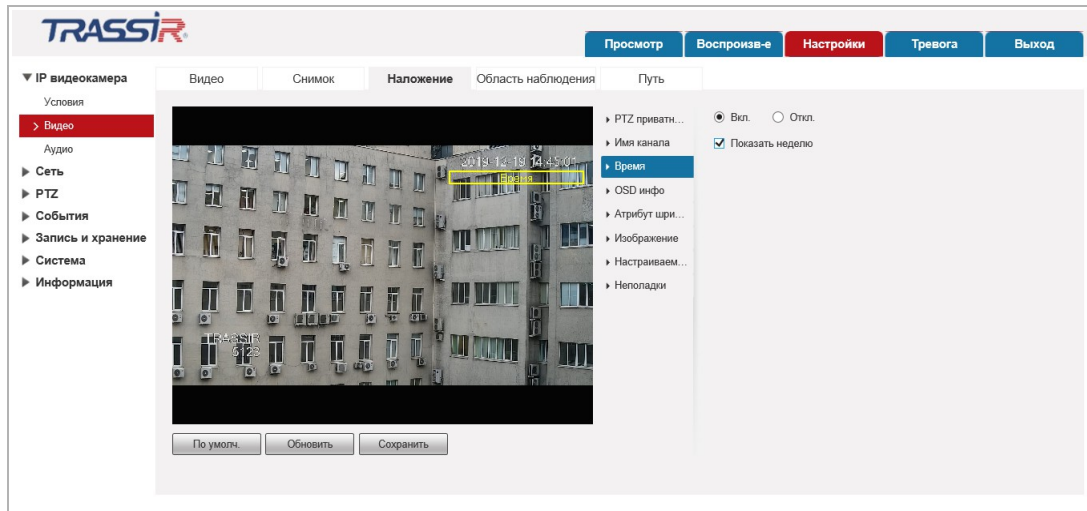 TRASSIR
Просмотр
Воспроизв-е
Настройки
Тревога
Выход
IP видеокамера
Условия
Видео
Аудио
Сеть
PTZ
События
Запись и хранение
Система
Информация
Видео
Снимок
Наложение
Область наблюдения
Путь
2019-12-19 14:45:01
Время
TRASSIR
5123
PTZ приватн...
Имя канала
Время
OSD инфо
Атрибут шри...
Изображение
Настраиваем...
Неполадки
Вкл.
Откл.
Показать неделю
По умолч.
Обновить
Сохранить